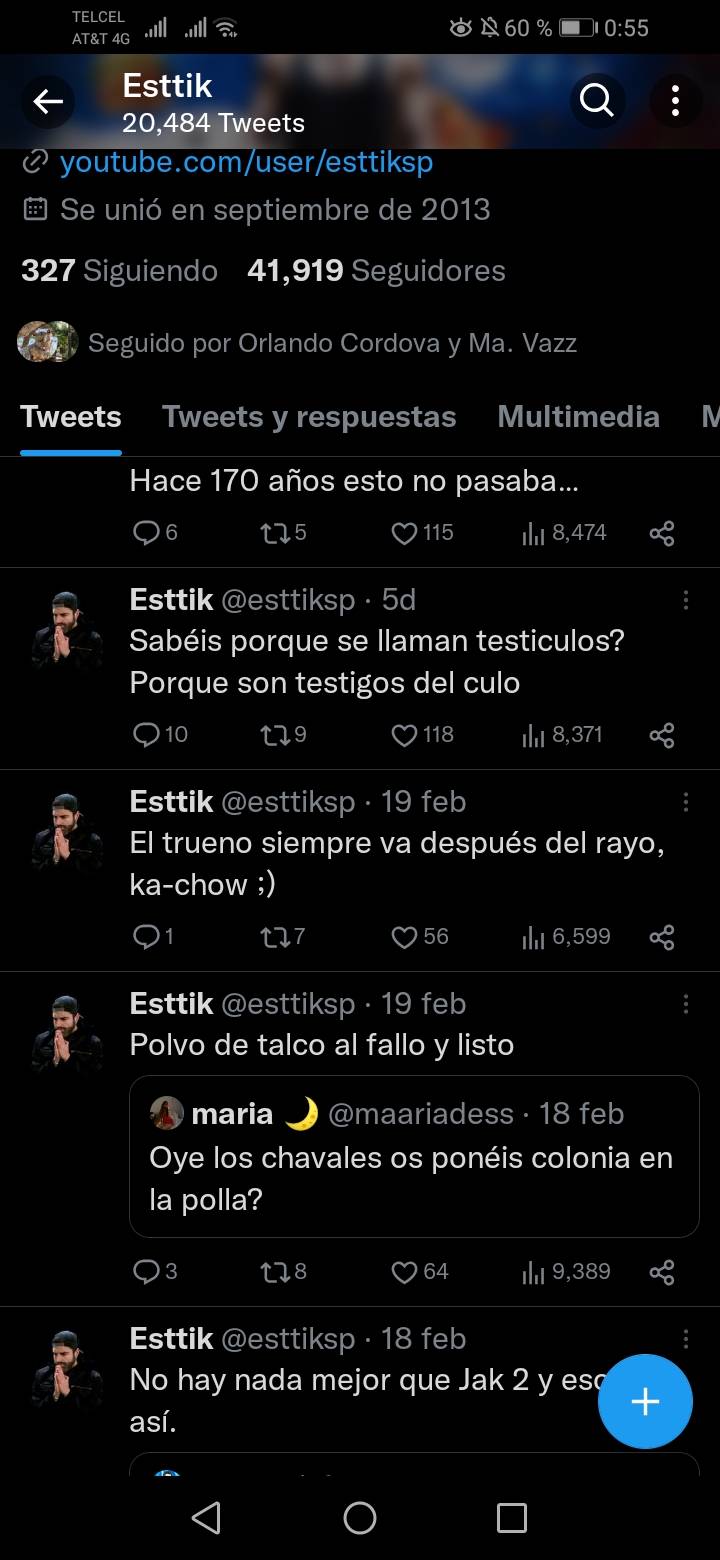 TELCEL
AT&T 4G
60 %
0:55
Esttik
20,484 Tweets
youtube.com/user/esttiksp
Se unió en septiembre de 2013
327 Siguiendo 41,919 Seguidores
Seguido por Orlando Cordova y Ma. Vazz
Tweets Tweets y respuestas Multimedia M
Hace 170 años esto no pasaba...
6 5 115 8,474
Esttik @esttiksp · 5d
Sabéis porque se llaman testiculos?
Porque son testigos del culo
10 9 118 8,371
Esttik @esttiksp · 19 feb
El trueno siempre va después del rayo,
ka-chow ;)
1 7 56 6,599
Esttik @esttiksp · 19 feb
Polvo de talco al fallo y listo
maria 🌙 @maariadess · 18 feb
Oye los chavales os ponéis colonia en
la polla?
3 8 64 9,389
Esttik @esttiksp · 18 feb
No hay nada mejor que Jak 2 y
así.